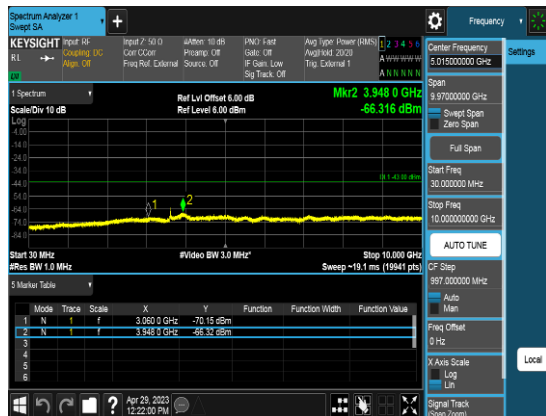 Spectrum Analyzer 1
Swept SA
Frequency
KEYSIGHT
Input: RF
Coupling: DC
Align: Off
Input Z: 50 Ω
Corr CCorr
Freq Ref: External
#Atten: 10 dB
Preamp: Off
Source: Off
PNO: Fast
Gate: Off
IF Gain: Low
Sig Track: Off
Avg Type: Power (RMS)
Avg|Hold: 20/20
Trig: External 1
1 2 3 4 5 6
A W W W W W
A N N N N N
R L
1 Spectrum
Scale/Div 10 dB
Log
Ref Lvl Offset 6.00 dB
Ref Level 6.00 dBm
Mkr2 3.948 0 GHz
-66.316 dBm
-4.00
-14.0
-24.0
-34.0
-44.0
-54.0
-64.0
-74.0
-84.0
DL1 -43.00 dBm
1
2
Start 30 MHz
#Res BW 1.0 MHz
#Video BW 3.0 MHz*
Stop 10.000 GHz
Sweep ~19.1 ms (19941 pts)
5 Marker Table
Mode Trace Scale X Y Function Function Width Function Value
1 N 1 f 3.060 0 GHz -70.15 dBm
2 N 1 f 3.948 0 GHz -66.32 dBm
3
4
5
6
Apr 29, 2023
12:22:00 PM
Center Frequency
5.015000000 GHz
Settings
Span
9.97000000 GHz
Swept Span
Zero Span
Full Span
Start Freq
30.000000 MHz
Stop Freq
10.000000000 GHz
AUTO TUNE
CF Step
997.000000 MHz
Auto
Man
Freq Offset
0 Hz
X Axis Scale
Log
Lin
Local
Signal Track
(Span Zoom)